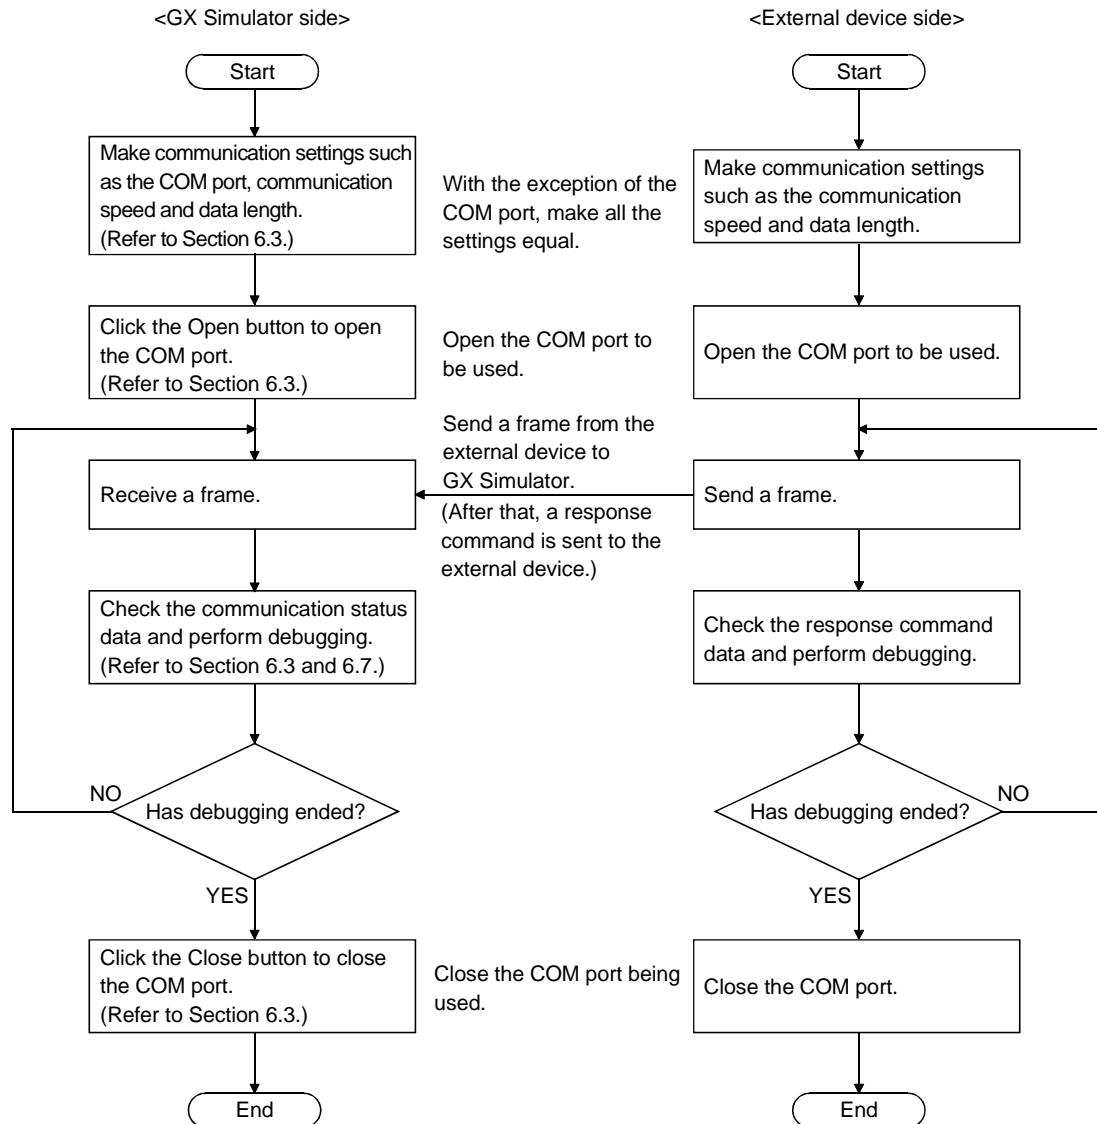 <GX Simulator side>
<External device side>
Start
Start
Make communication settings such
as the COM port, communication
speed and data length.
(Refer to Section 6.3.)
With the exception of the
COM port, make all the
settings equal.
Make communication settings
such as the communication
speed and data length.
Click the Open button to open
the COM port.
(Refer to Section 6.3.)
Open the COM port to
be used.
Open the COM port to be used.
Send a frame from the
external device to
GX Simulator.
(After that, a response
command is sent to the
external device.)
Receive a frame.
Send a frame.
Check the communication status
data and perform debugging.
(Refer to Section 6.3 and 6.7.)
Check the response command
data and perform debugging.
NO
Has debugging ended?
YES
Has debugging ended?
NO
YES
Click the Close button to close
the COM port.
(Refer to Section 6.3.)
Close the COM port being
used.
Close the COM port.
End
End